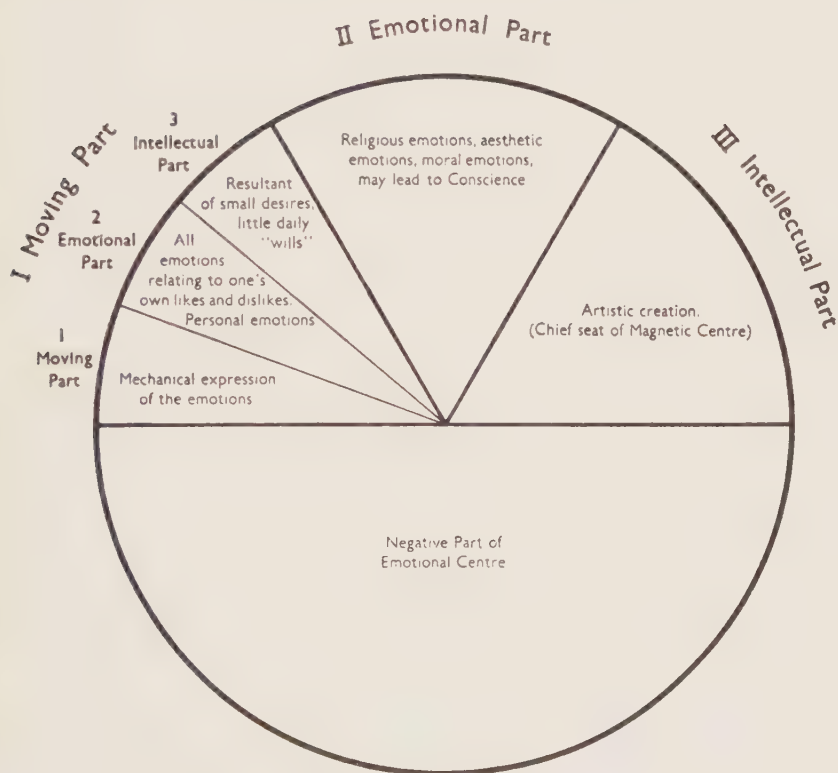 II Emotional Part
I Moving Part
III Intellectual Part
3
Intellectual
Part
Resultant
of small desires,
little daily
"wills"
2
Emotional
Part
All
emotions
relating to one's
own likes and dislikes.
Personal emotions
1
Moving
Part
Mechanical expression
of the emotions
Religious emotions, aesthetic
emotions, moral emotions,
may lead to Conscience
Artistic creation.
(Chief seat of Magnetic Centre)
Negative Part of
Emotional Centre